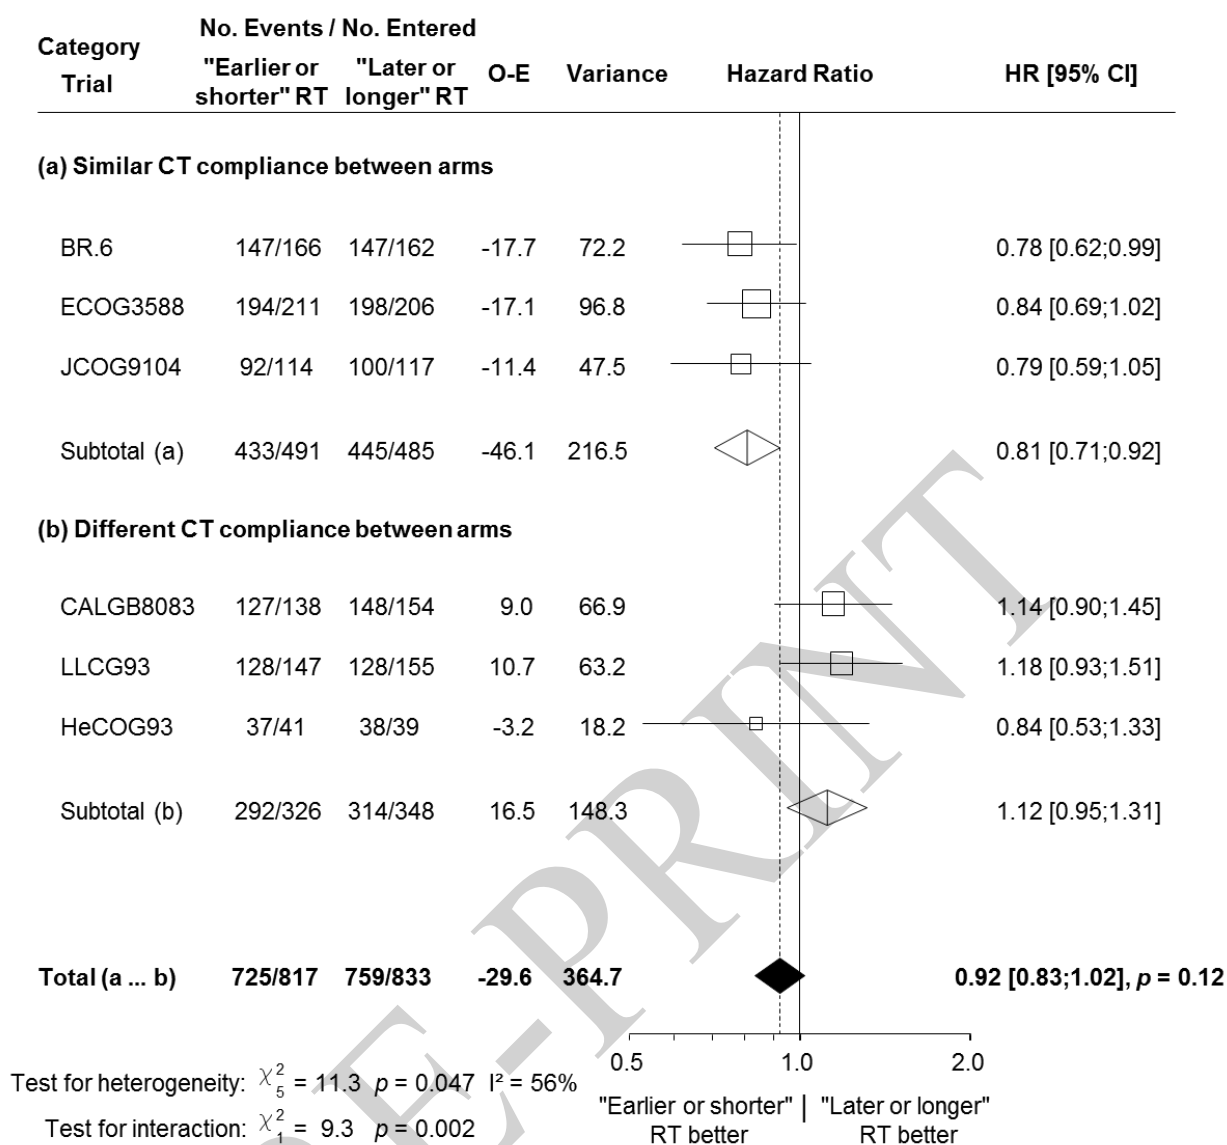 No. Events / No. Entered
Category Trial "Earlier or shorter" RT "Later or longer" RT O-E Variance Hazard Ratio HR [95% CI]
(a) Similar CT compliance between arms
BR.6 147/166 147/162 -17.7 72.2 0.78 [0.62;0.99]
ECOG3588 194/211 198/206 -17.1 96.8 0.84 [0.69;1.02]
JCOG9104 92/114 100/117 -11.4 47.5 0.79 [0.59;1.05]
Subtotal (a) 433/491 445/485 -46.1 216.5 0.81 [0.71;0.92]
(b) Different CT compliance between arms
CALGB8083 127/138 148/154 9.0 66.9 1.14 [0.90;1.45]
LLCG93 128/147 128/155 10.7 63.2 1.18 [0.93;1.51]
HeCOG93 37/41 38/39 -3.2 18.2 0.84 [0.53;1.33]
Subtotal (b) 292/326 314/348 16.5 148.3 1.12 [0.95;1.31]
Total (a ... b) 725/817 759/833 -29.6 364.7 0.92 [0.83;1.02], p = 0.12
0.5 1.0 2.0
Test for heterogeneity: χ²₅ = 11.3 p = 0.047 I² = 56%
"Earlier or shorter" | "Later or longer"
RT better RT better
Test for interaction: χ²₁ = 9.3 p = 0.002
E-PRINT